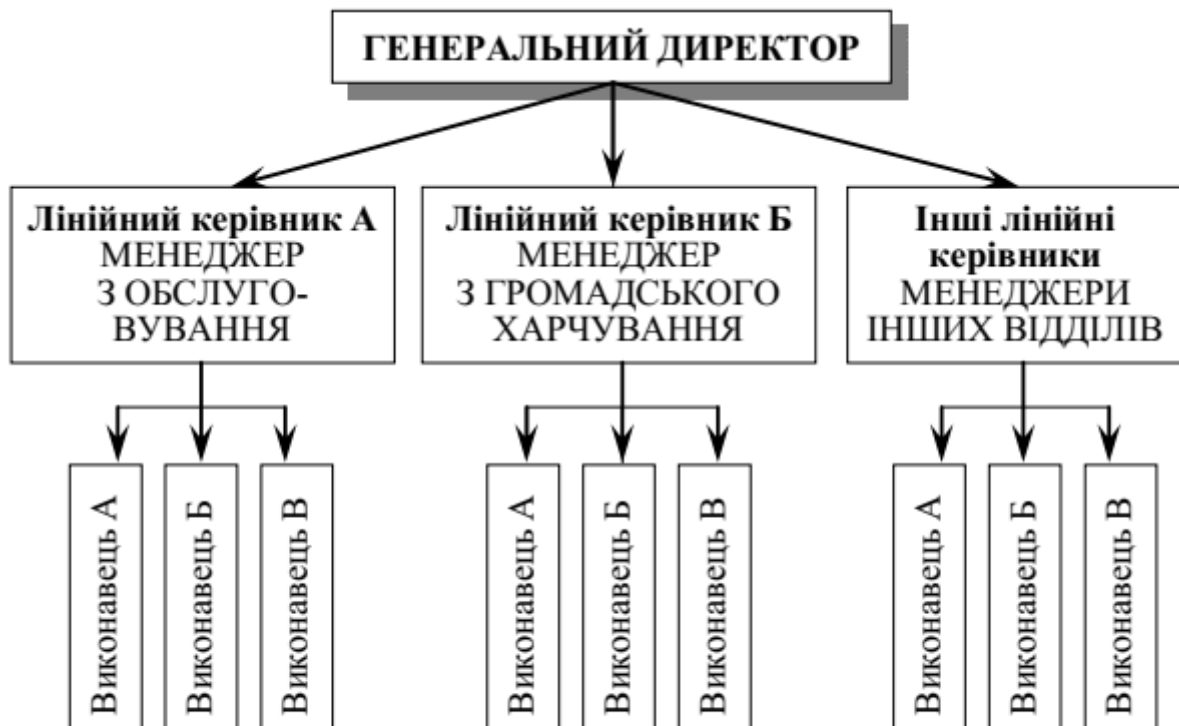 ГЕНЕРАЛЬНИЙ ДИРЕКТОР
Лінійний керівник А
МЕНЕДЖЕР
З ОБСЛУГО-
ВУВАННЯ
Лінійний керівник Б
МЕНЕДЖЕР
З ГРОМАДСЬКОГО
ХАРЧУВАННЯ
Інші лінійні
керівники
МЕНЕДЖЕРИ
ІНШИХ ВІДДІЛІВ
Виконавець А
Виконавець Б
Виконавець В
Виконавець А
Виконавець Б
Виконавець В
Виконавець А
Виконавець Б
Виконавець В